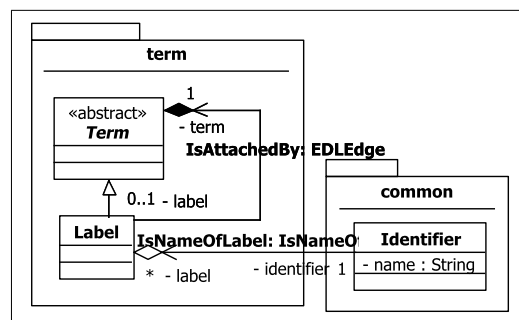 term
«abstract»
Term
1
- term
IsAttachedBy: EDLEdge
0..1 - label
Label
IsNameOfLabel: IsNameO
* - label
common
Identifier
- name : String
- identifier 1